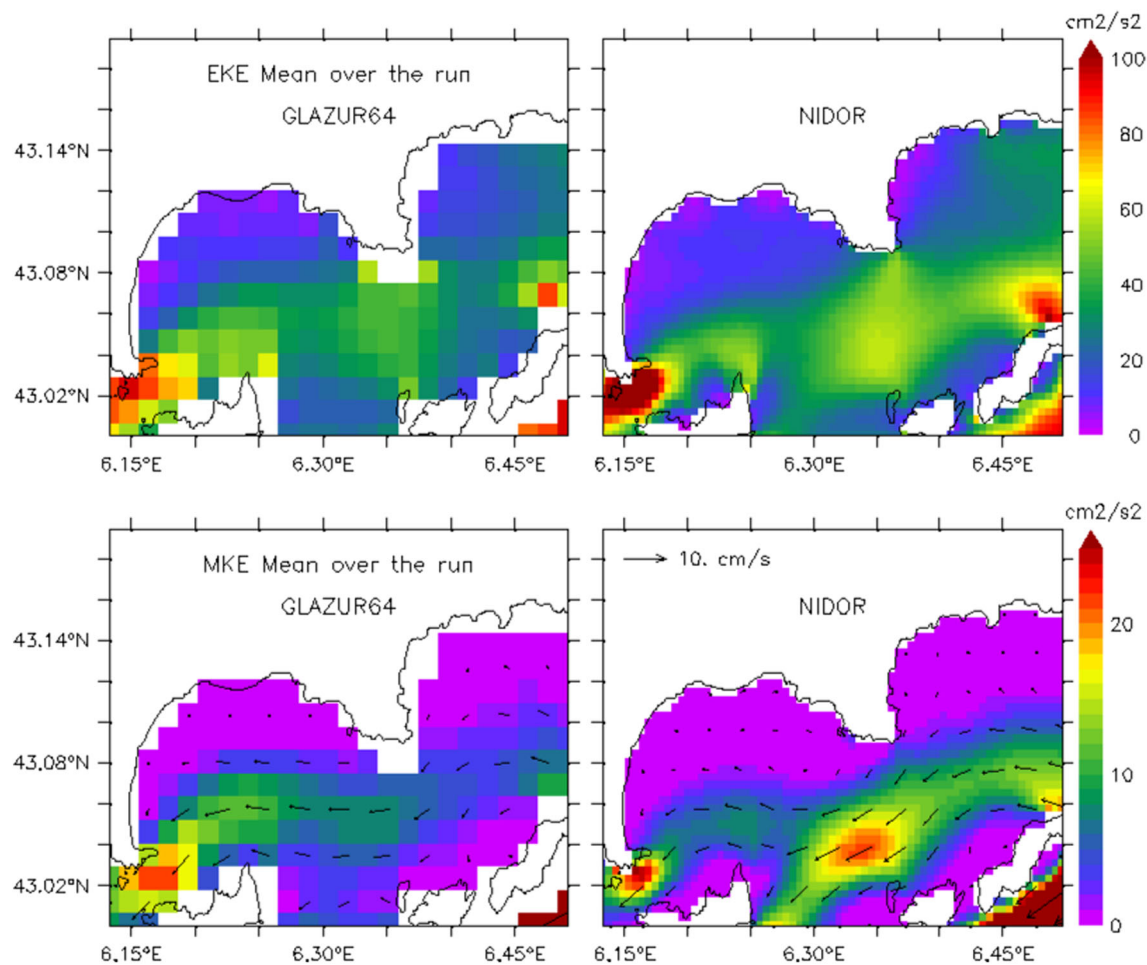 cm2/s2
EKE Mean over the run
GLAZUR64
NIDOR
100
80
60
40
20
0
43.14°N
43.08°N
43.02°N
6.15°E 6.30°E 6.45°E
6.15°E 6.30°E 6.45°E
cm2/s2
MKE Mean over the run
GLAZUR64
10. cm/s
NIDOR
20
10
0
43.14°N
43.08°N
43.02°N
6.15°E 6.30°E 6.45°E
6.15°E 6.30°E 6.45°E